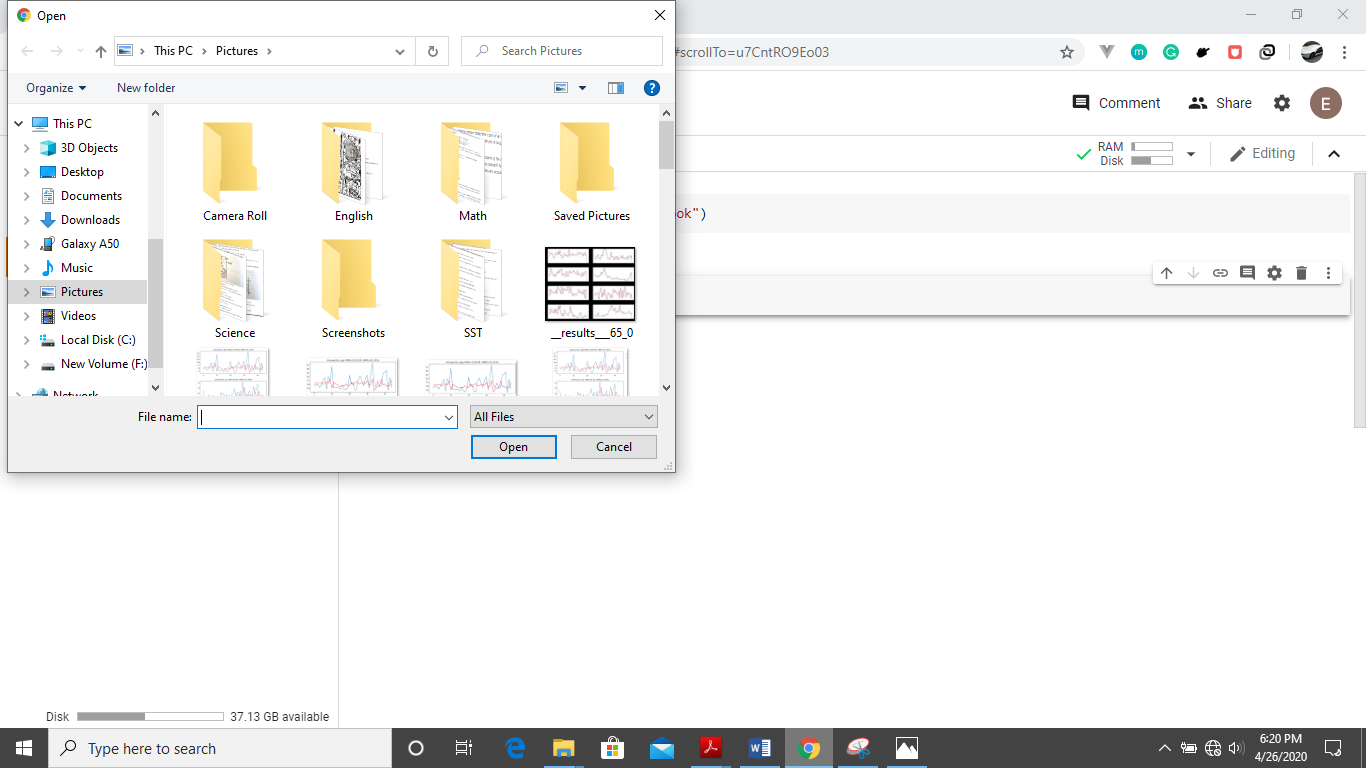 Open
This PC > Pictures >
Search Pictures
#scrollTo=u7CntRO9Eo03
Organize
New folder
Comment
Share
E
This PC
3D Objects
Desktop
Documents
Downloads
Galaxy A50
Music
Pictures
Videos
Local Disk (C:)
New Volume (F:)
Network
Camera Roll
English
Math
Saved Pictures
Science
Screenshots
SST
__results___65_0
RAM
Disk
Editing
ok")
File name:
All Files
Open
Cancel
Disk
37.13 GB available
Type here to search
6:20 PM
4/26/2020